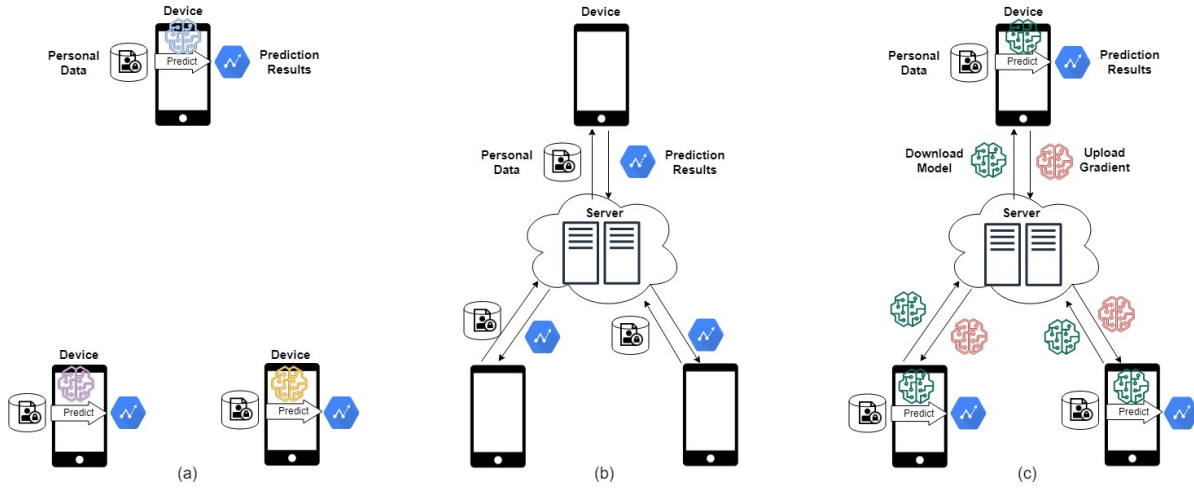 Device
Personal
Data
Predict
Prediction
Results
Device
Predict
Device
Predict
(a)
Device
Personal
Data
Prediction
Results
Server
(b)
Device
Personal
Data
Predict
Prediction
Results
Download
Model
Upload
Gradient
Server
Predict
Predict
(c)